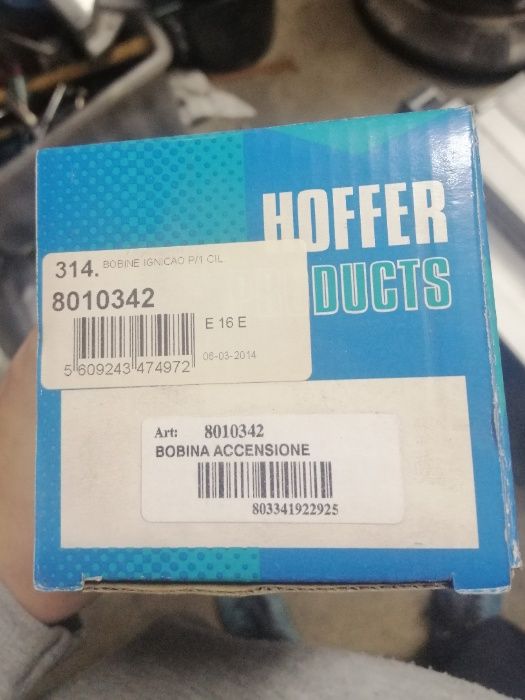 HOFFER
DUCTS
314. BOBINE IGNICAO P/1 CIL
8010342
E 16 E
5 609243 474972
06-03-2014
Art: 8010342
BOBINA ACCENSIONE
803341922925